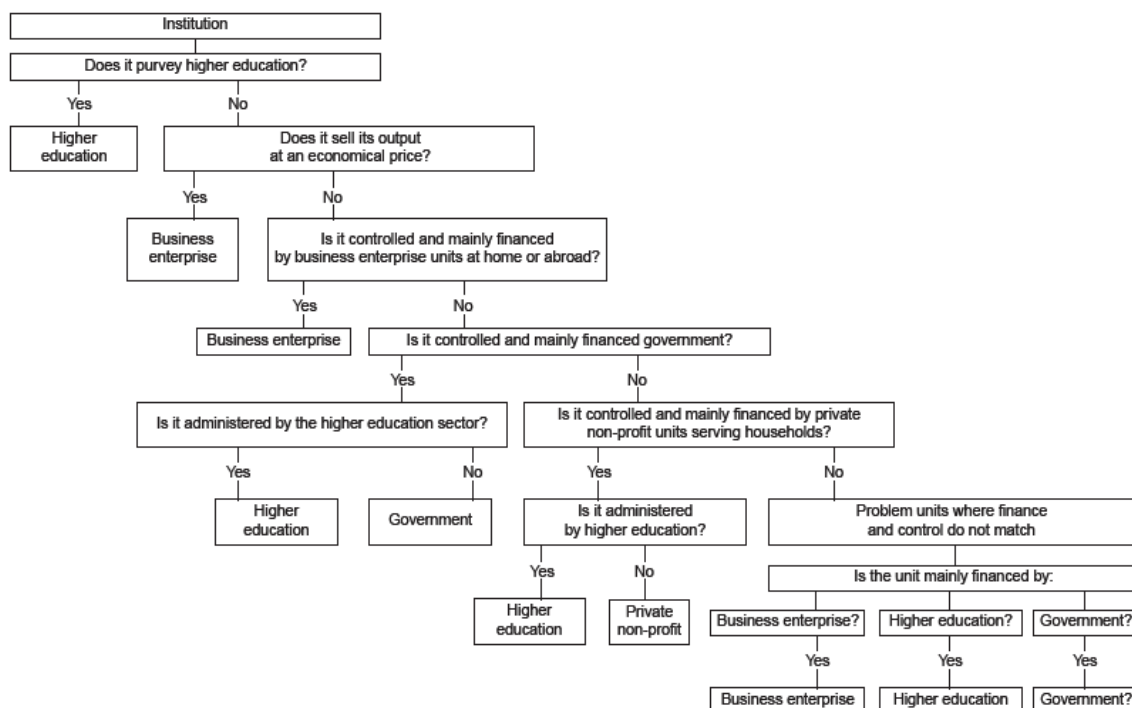 Institution
Does it purvey higher education?
Yes
No
Higher
education
Does it sell its output
at an economical price?
Yes
No
Business
enterprise
Is it controlled and mainly financed
by business enterprise units at home or abroad?
Yes
No
Business enterprise
Is it controlled and mainly financed government?
Yes
No
Is it administered by the higher education sector?
Is it controlled and mainly financed by private
non-profit units serving households?
Yes
No
Yes
No
Higher
education
Government
Is it administered
by higher education?
Problem units where finance
and control do not match
Yes
No
Is the unit mainly financed by:
Higher
education
Private
non-profit
Business enterprise?
Higher education?
Government?
Yes
Yes
Yes
Business enterprise
Higher education
Government?